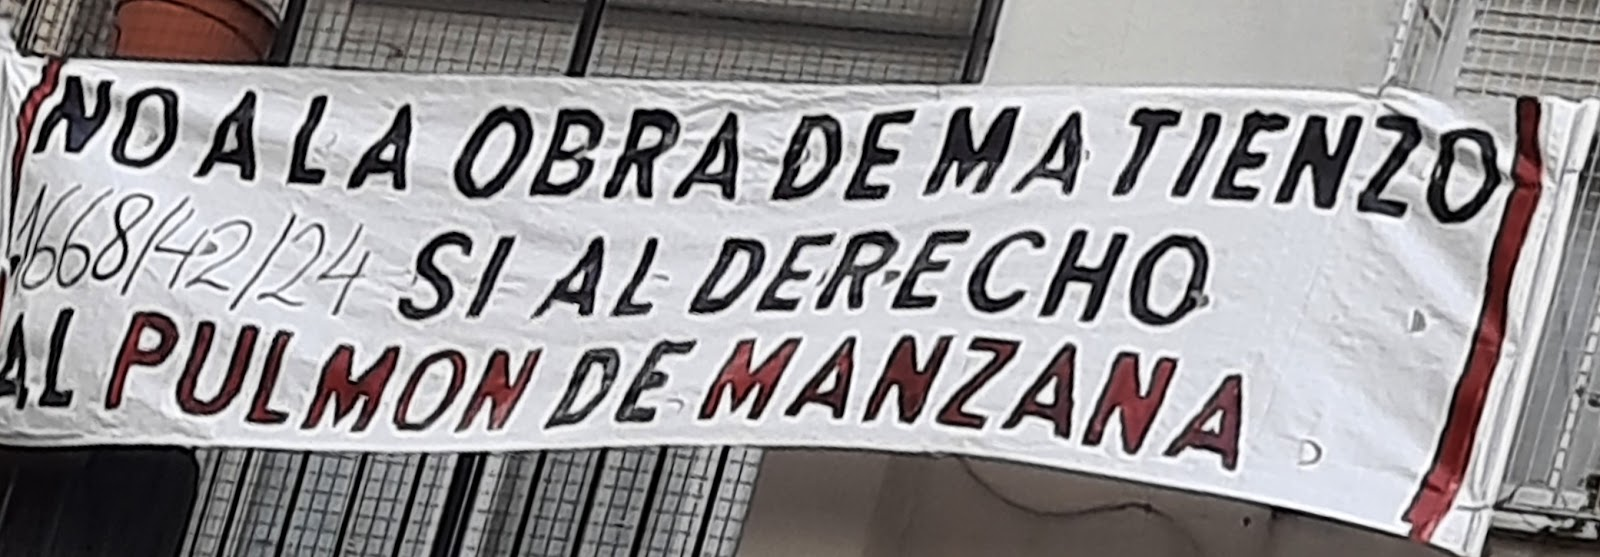 NO A LA OBRA DE MATIENZO
1668/42/24 SI AL DERECHO
AL PULMON DE MANZANA